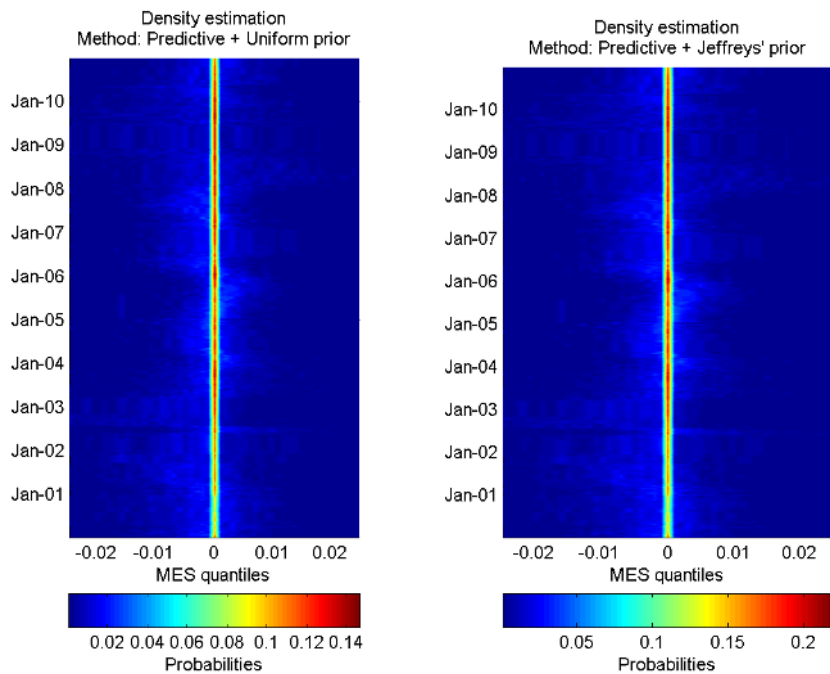 Density estimation
Method: Predictive + Uniform prior
Jan-10
Jan-09
Jan-08
Jan-07
Jan-06
Jan-05
Jan-04
Jan-03
Jan-02
Jan-01
-0.02 -0.01 0 0.01 0.02
MES quantiles
0.02 0.04 0.06 0.08 0.1 0.12 0.14
Probabilities
Density estimation
Method: Predictive + Jeffreys' prior
Jan-10
Jan-09
Jan-08
Jan-07
Jan-06
Jan-05
Jan-04
Jan-03
Jan-02
Jan-01
-0.02 -0.01 0 0.01 0.02
MES quantiles
0.05 0.1 0.15 0.2
Probabilities